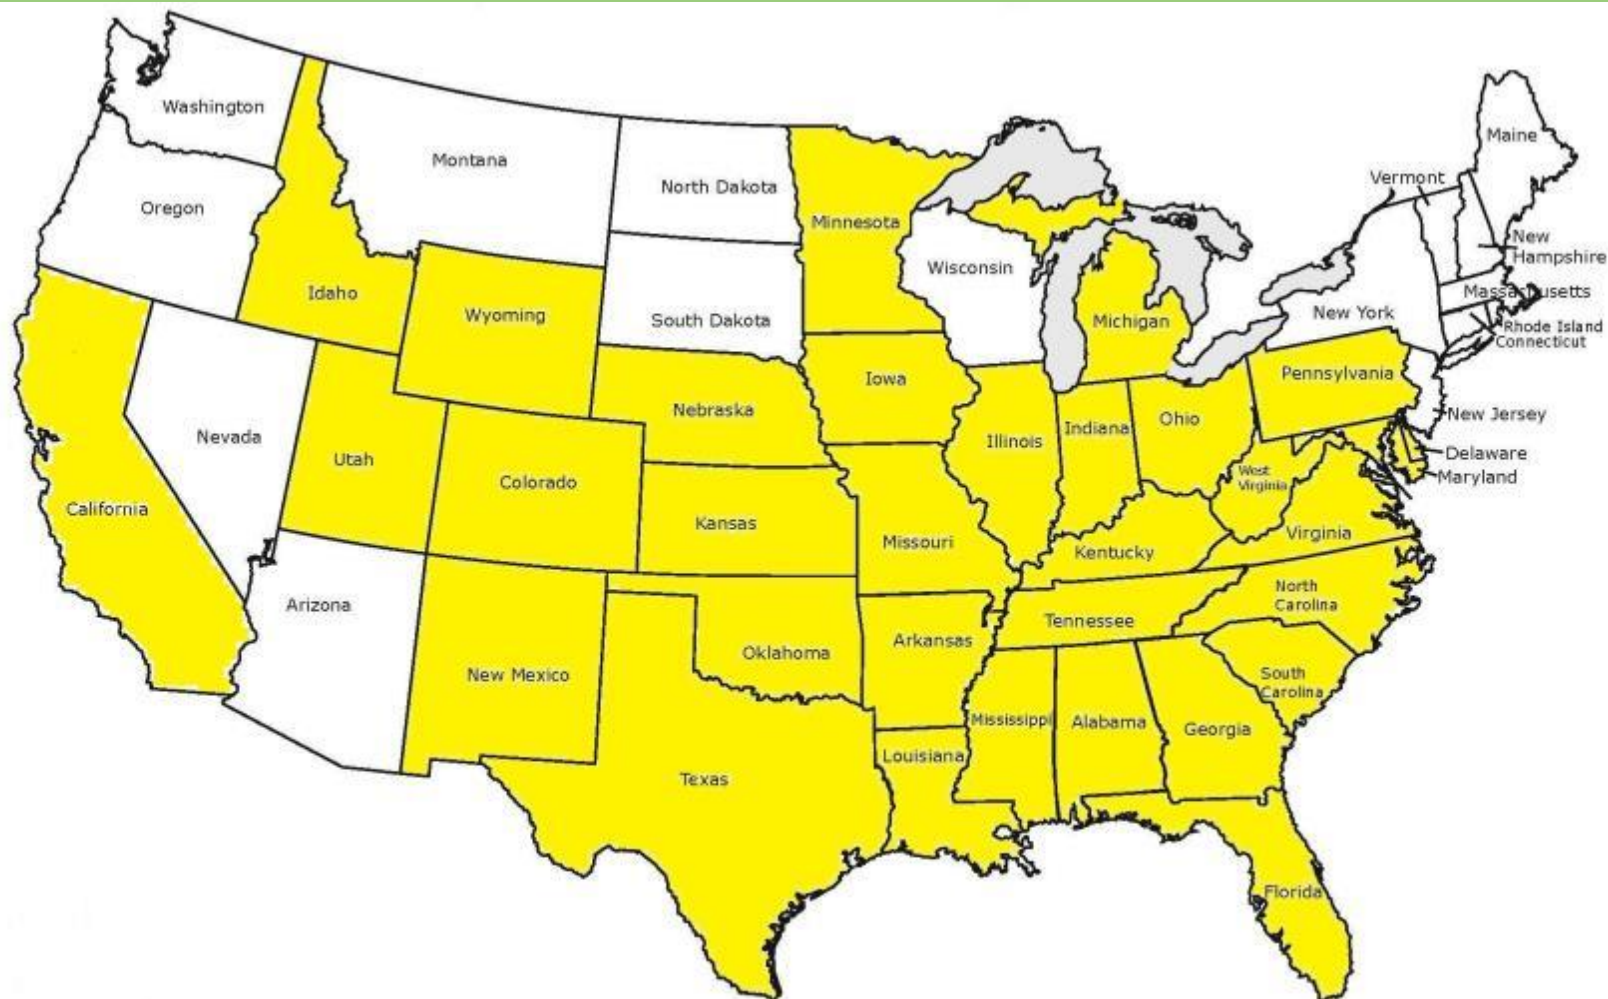 Washington
Montana
North Dakota
Minnesota
Maine
Vermont
Oregon
New
Hampshire
Wisconsin
Massachusetts
Idaho
Wyoming
South Dakota
Michigan
New York
Rhode Island
Connecticut
Iowa
Pennsylvania
Nebraska
New Jersey
Nevada
Utah
Illinois
Indiana
Ohio
Delaware
Maryland
Colorado
West
Virginia
California
Kansas
Missouri
Kentucky
Virginia
Arizona
North
Carolina
Tennessee
Arkansas
Oklahoma
New Mexico
South
Carolina
Mississippi
Alabama
Georgia
Louisiana
Texas
Florida